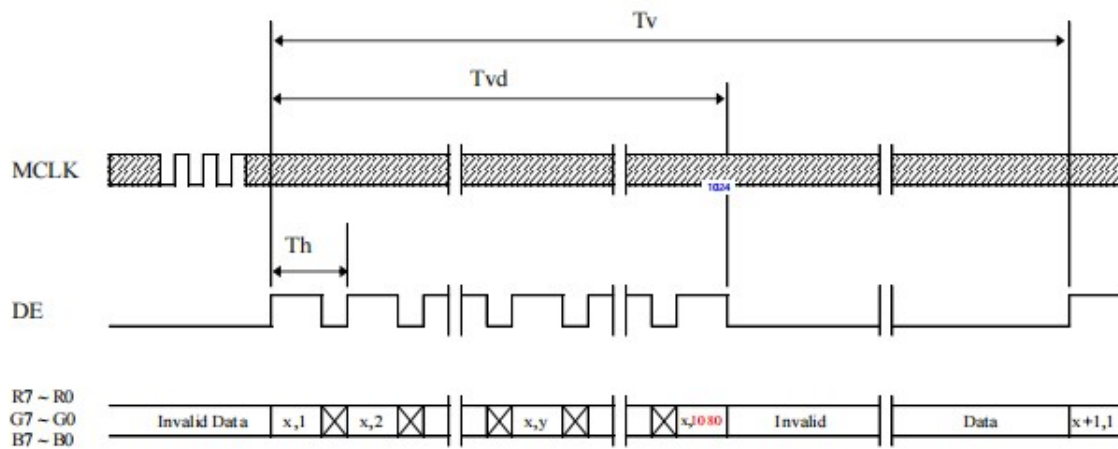 Tv
Tvd
MCLK
1024
Th
DE
R7 ~ R0
G7 ~ G0
B7 ~ B0
Invalid Data x,1 x,2 x,y x,1080 Invalid Data x+1,1